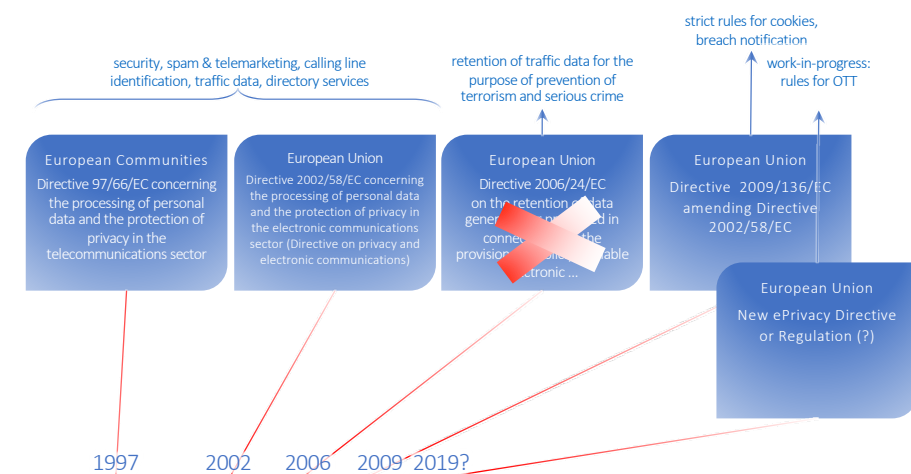 strict rules for cookies,
breach notification
security, spam & telemarketing, calling line
identification, traffic data, directory services
retention of traffic data for the
purpose of prevention of
terrorism and serious crime
work-in-progress:
rules for OTT
European Communities
Directive 97/66/EC concerning
the processing of personal
data and the protection of
privacy in the
telecommunications sector
European Union
Directive 2002/58/EC concerning
the processing of personal data
and the protection of privacy in
the electronic communications
sector (Directive on privacy and
electronic communications)
European Union
Directive 2006/24/EC
on the retention of data
in
the
European Union
Directive 2009/136/EC
amending Directive
2002/58/EC
European Union
New ePrivacy Directive
or Regulation (?)
1997 2002 2006 2009 2019?